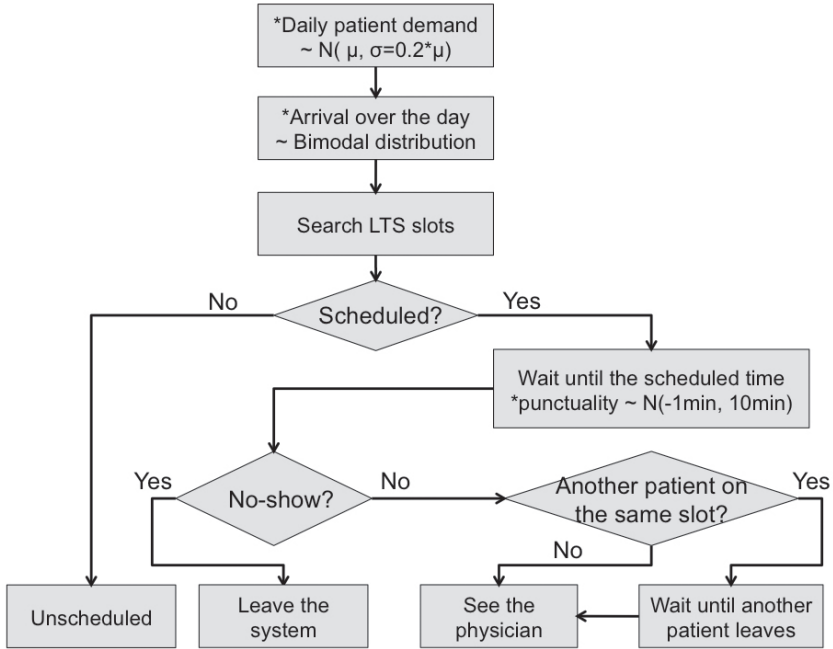 *Daily patient demand
~ N( μ, σ=0.2*μ)
*Arrival over the day
~ Bimodal distribution
Search LTS slots
No
Scheduled?
Yes
Wait until the scheduled time
*punctuality ~ N(-1min, 10min)
Yes
No-show?
No
Another patient on
the same slot?
Yes
No
Unscheduled
Leave the
system
See the
physician
Wait until another
patient leaves